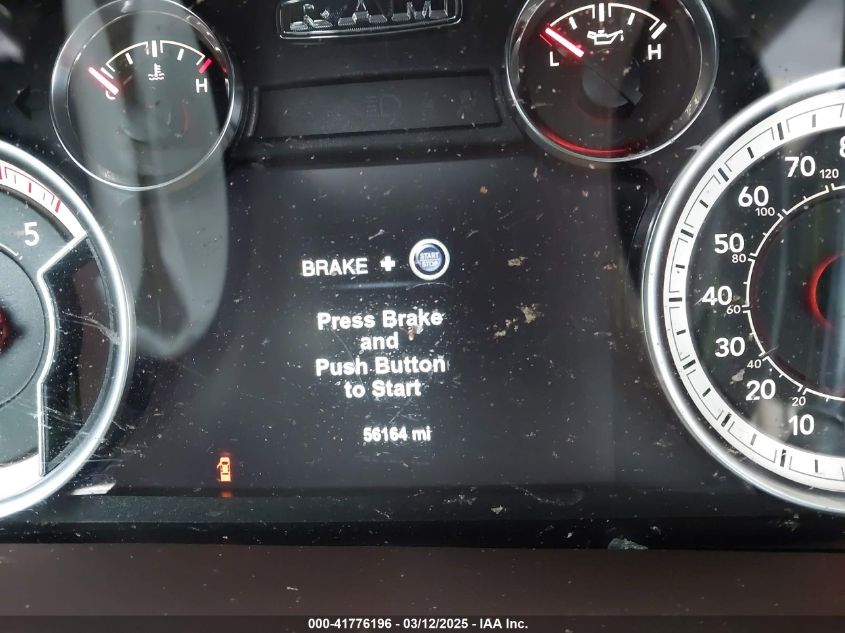 RAM
C H
L H
5
BRAKE + START STOP
Press Brake
and
Push Button
to Start
56164 mi
8
70 120
60 100
50 80
40 60
30 40
20 20
10
000-41776196 - 03/12/2025 - IAA Inc.